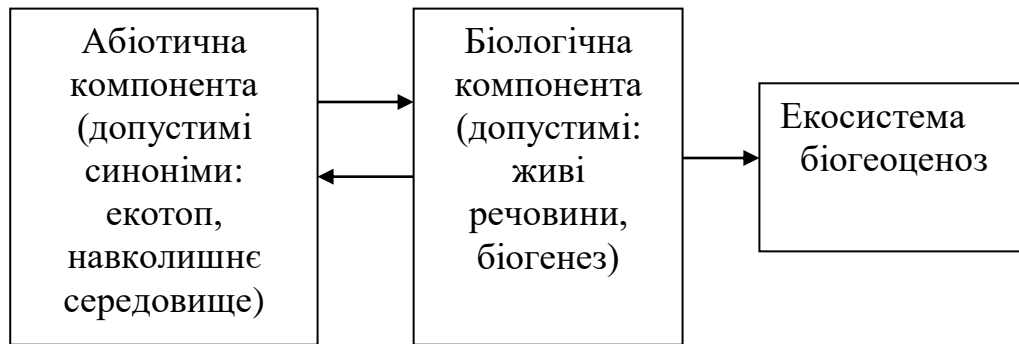 Абіотична
компонента
(допустимі
синоніми:
екотоп,
навколишнє
середовище)
Біологічна
компонента
(допустимі:
живі
речовини,
біогенез)
Екосистема
біогеоценоз